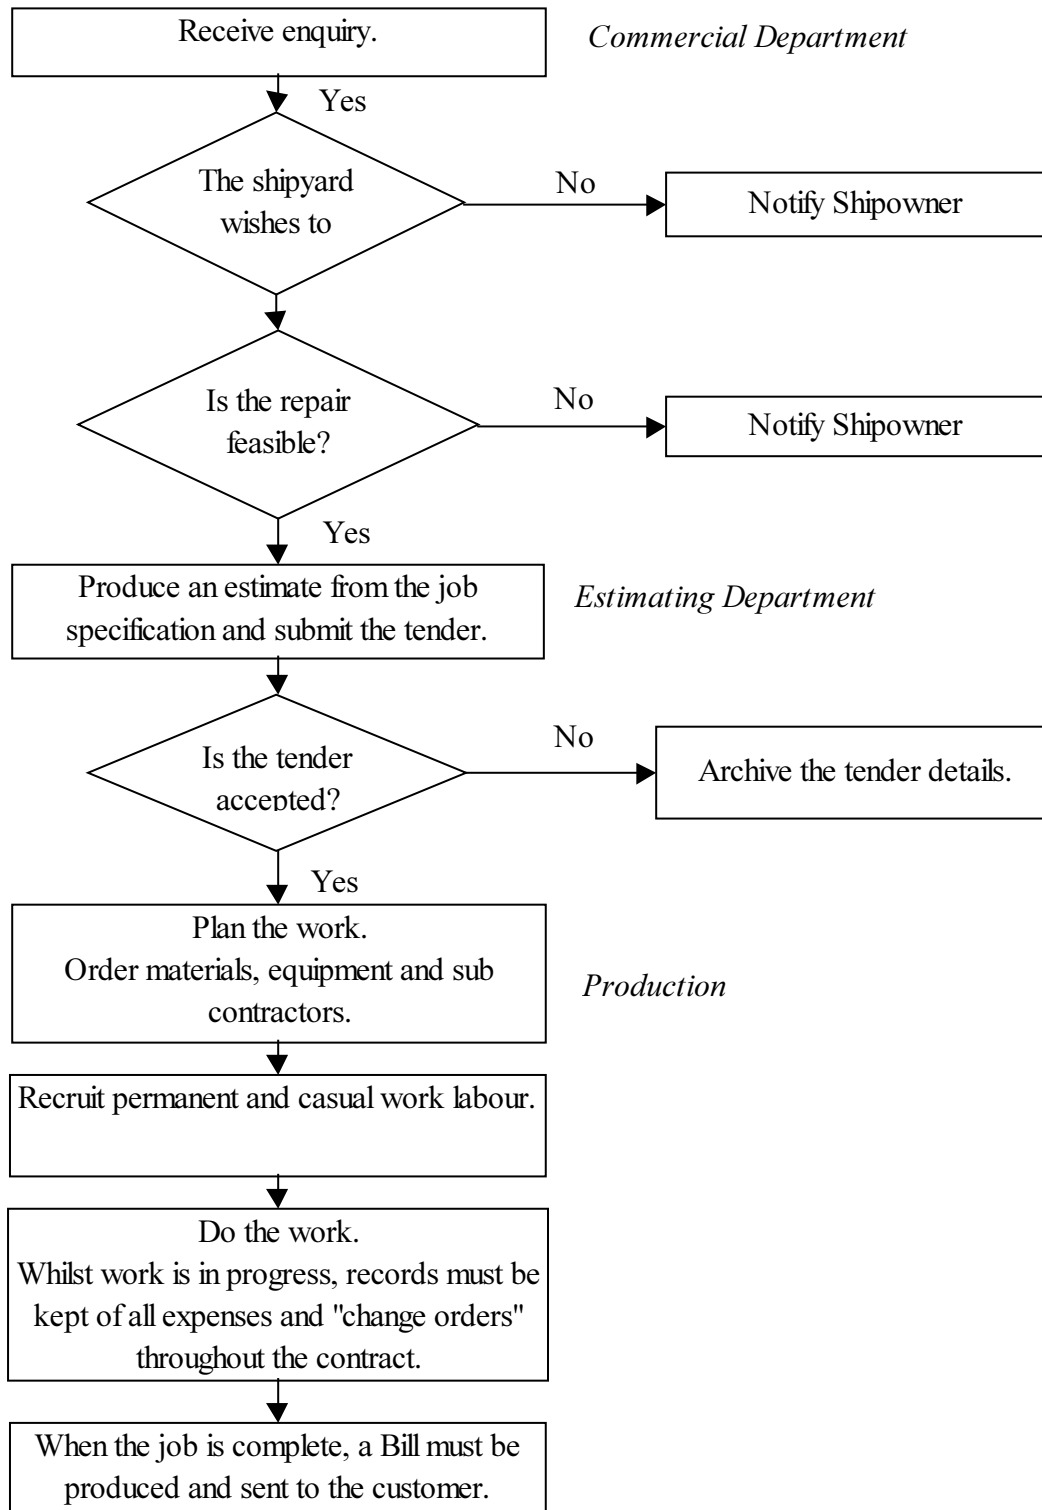 Receive enquiry.
Commercial Department
Yes
The shipyard
wishes to
No
Notify Shipowner
Is the repair
feasible?
No
Notify Shipowner
Yes
Produce an estimate from the job
specification and submit the tender.
Estimating Department
Is the tender
accepted?
No
Archive the tender details.
Yes
Plan the work.
Order materials, equipment and sub
contractors.
Production
Recruit permanent and casual work labour.
Do the work.
Whilst work is in progress, records must be
kept of all expenses and "change orders"
throughout the contract.
When the job is complete, a Bill must be
produced and sent to the customer.